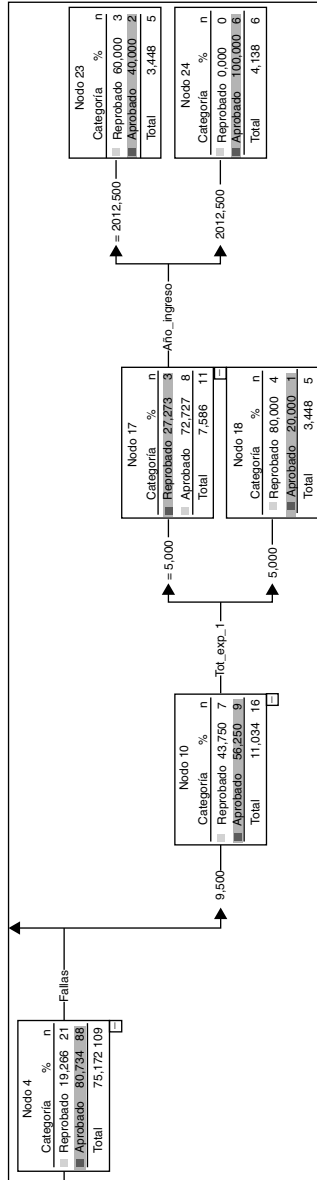 Nodo 4
Categoría % n
Reprobado 19,266 21
Aprobado 80,734 88
Total 75,172 109
Fallas
9,500
Nodo 10
Categoría % n
Reprobado 43,750 7
Aprobado 56,250 9
Total 11,034 16
Tot_exp_1
= 5,000
5,000
Nodo 17
Categoría % n
Reprobado 27,273 3
Aprobado 72,727 8
Total 7,586 11
Nodo 18
Categoría % n
Reprobado 80,000 4
Aprobado 20,000 1
Total 3,448 5
Año_ingreso
= 2012,500
2012,500
Nodo 23
Categoría % n
Reprobado 60,000 3
Aprobado 40,000 2
Total 3,448 5
Nodo 24
Categoría % n
Reprobado 0,000 0
Aprobado 100,000 6
Total 4,138 6